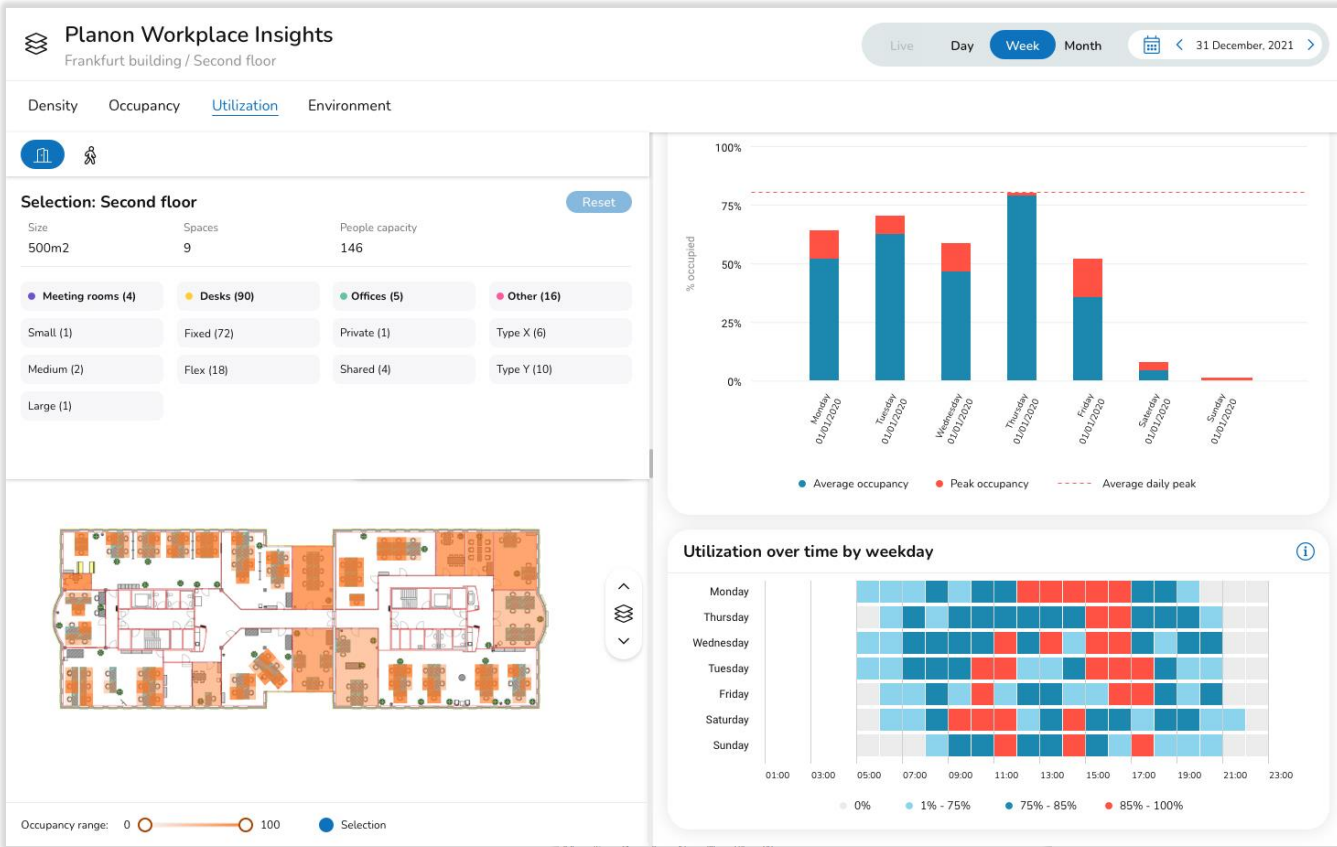 Planon Workplace Insights
Frankfurt building / Second floor
Live Day Week Month 31 December, 2021
Density Occupancy Utilization Environment
Selection: Second floor Reset
Size Spaces People capacity
500m2 9 146
Meeting rooms (4) Desks (90) Offices (5) Other (16)
Small (1) Fixed (72) Private (1) Type X (6)
Medium (2) Flex (18) Shared (4) Type Y (10)
Large (1)
Occupancy range: 0 100 Selection
100%
75%
50%
25%
0%
% occupied
Monday 01/01/2020
Tuesday 01/01/2020
Wednesday 01/01/2020
Thursday 01/01/2020
Friday 01/01/2020
Saterday 01/01/2020
Sunday 01/01/2020
Average occupancy Peak occupancy Average daily peak
Utilization over time by weekday
Monday
Thursday
Wednesday
Tuesday
Friday
Saturday
Sunday
01:00 03:00 05:00 07:00 09:00 11:00 13:00 15:00 17:00 19:00 21:00 23:00
0% 1% - 75% 75% - 85% 85% - 100%